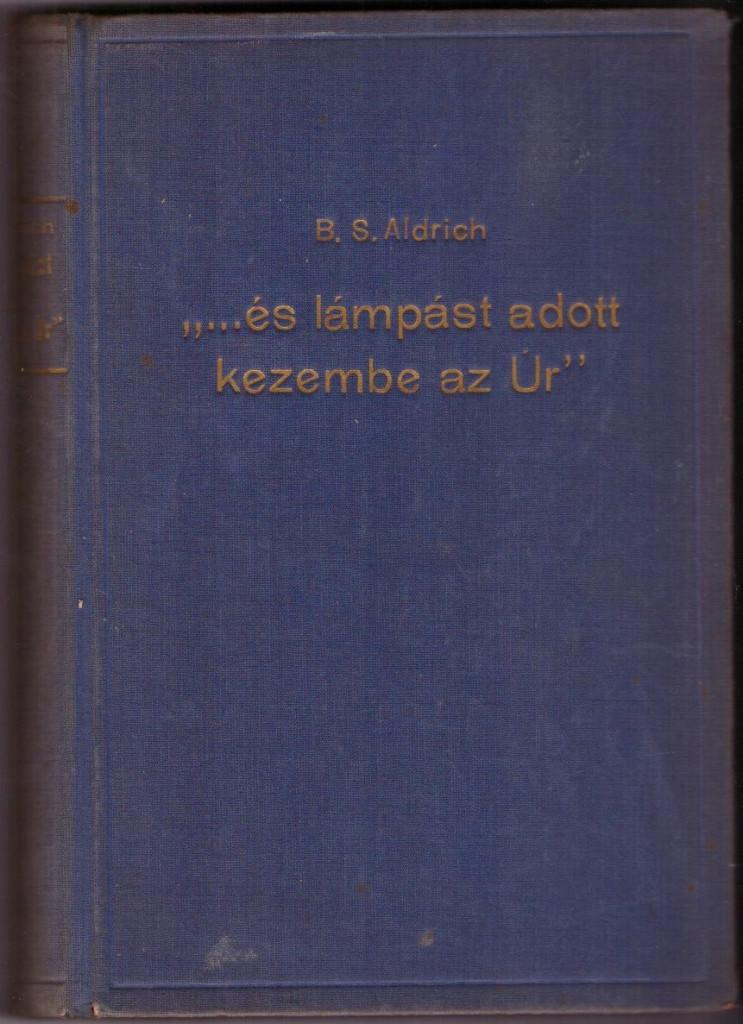 B. S. Aldrich
„...és lámpást adott
kezembe az Úr”